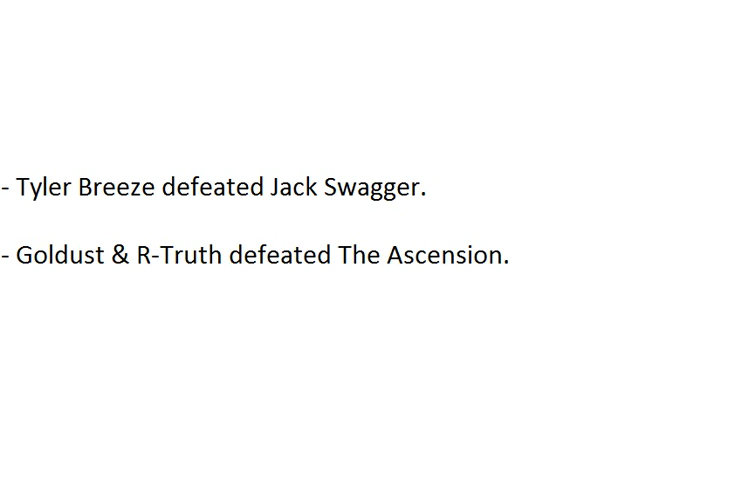 - Tyler Breeze defeated Jack Swagger.
- Goldust & R-Truth defeated The Ascension.